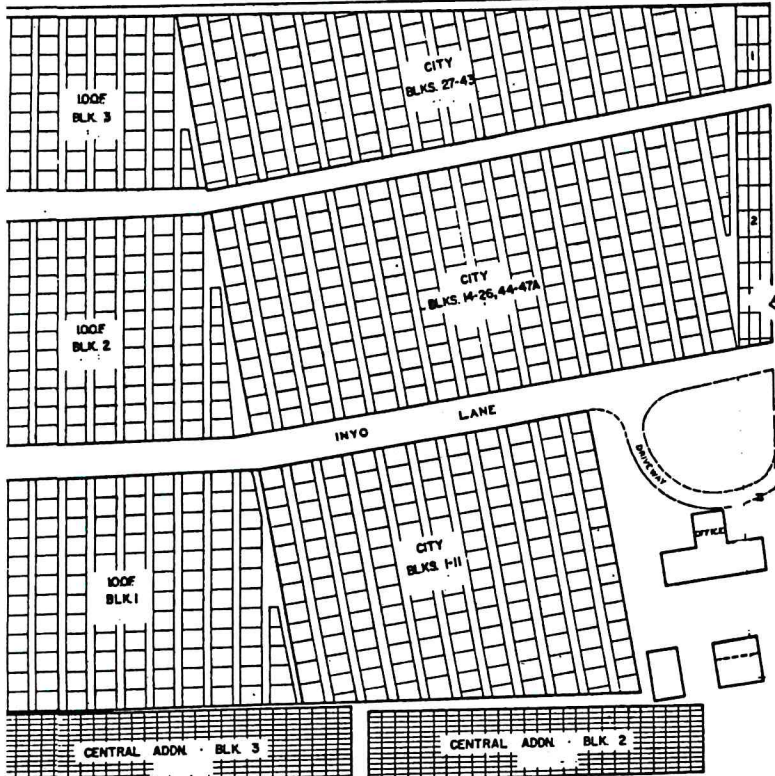 I.O.O.F.
BLK. 3
CITY
BLKS. 27-43
1
I.O.O.F.
BLK. 2
CITY
BLKS. 14-26, 44-47A
2
INYO LANE
DRIVEWAY
OFFICE
I.O.O.F.
BLK. 1
CITY
BLKS. 1-11
CENTRAL ADDN. · BLK 3
CENTRAL ADDN. · BLK 2